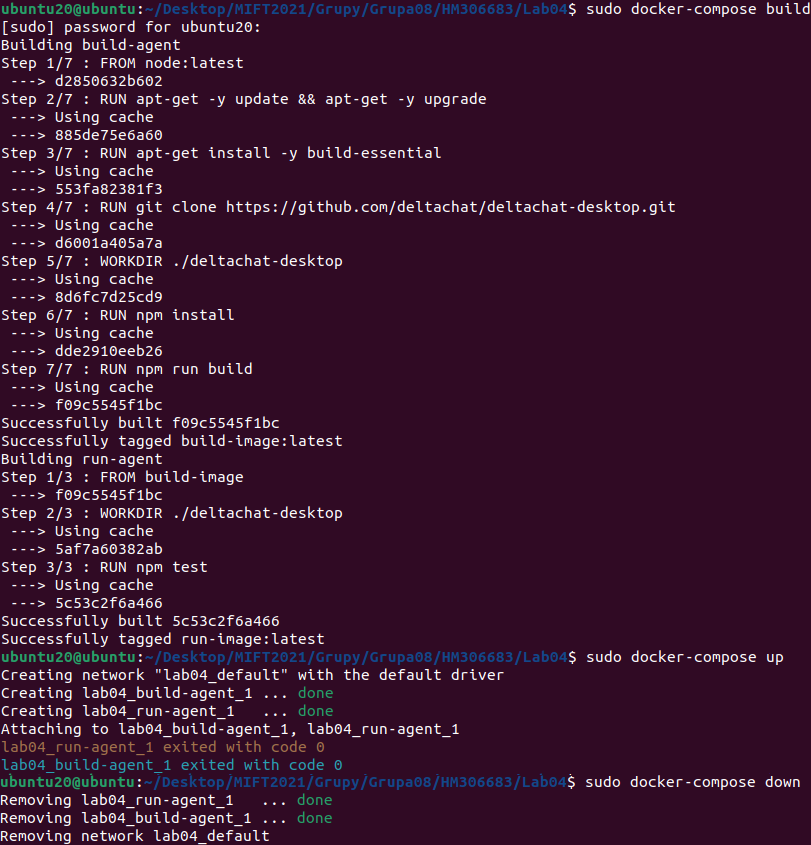 ubuntu20@ubuntu:~/Desktop/MIFT2021/Grupy/Grupa08/HM306683/Lab04$ sudo docker-compose build
[sudo] password for ubuntu20:
Building build-agent
Step 1/7 : FROM node:latest
 ---> d2850632b602
Step 2/7 : RUN apt-get -y update && apt-get -y upgrade
 ---> Using cache
 ---> 885de75e6a60
Step 3/7 : RUN apt-get install -y build-essential
 ---> Using cache
 ---> 553fa82381f3
Step 4/7 : RUN git clone https://github.com/deltachat/deltachat-desktop.git
 ---> Using cache
 ---> d6001a405a7a
Step 5/7 : WORKDIR ./deltachat-desktop
 ---> Using cache
 ---> 8d6fc7d25cd9
Step 6/7 : RUN npm install
 ---> Using cache
 ---> dde2910eeb26
Step 7/7 : RUN npm run build
 ---> Using cache
 ---> f09c5545f1bc
Successfully built f09c5545f1bc
Successfully tagged build-image:latest
Building run-agent
Step 1/3 : FROM build-image
 ---> f09c5545f1bc
Step 2/3 : WORKDIR ./deltachat-desktop
 ---> Using cache
 ---> 5af7a60382ab
Step 3/3 : RUN npm test
 ---> Using cache
 ---> 5c53c2f6a466
Successfully built 5c53c2f6a466
Successfully tagged run-image:latest
ubuntu20@ubuntu:~/Desktop/MIFT2021/Grupy/Grupa08/HM306683/Lab04$ sudo docker-compose up
Creating network "lab04_default" with the default driver
Creating lab04_build-agent_1 ... done
Creating lab04_run-agent_1   ... done
Attaching to lab04_build-agent_1, lab04_run-agent_1
lab04_run-agent_1 exited with code 0
lab04_build-agent_1 exited with code 0
ubuntu20@ubuntu:~/Desktop/MIFT2021/Grupy/Grupa08/HM306683/Lab04$ sudo docker-compose down
Removing lab04_run-agent_1   ... done
Removing lab04_build-agent_1 ... done
Removing network lab04_default